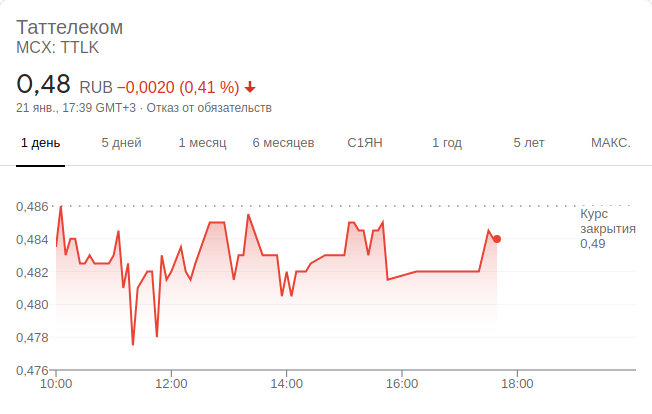 Таттелеком
MCX: TTLK
0,48 RUB −0,0020 (0,41 %)
21 янв., 17:39 GMT+3 · Отказ от обязательств
1 день 5 дней 1 месяц 6 месяцев С1ЯН 1 год 5 лет МАКС.
0,486
Курс
закрытия
0,49
0,484
0,482
0,480
0,478
0,476
10:00 12:00 14:00 16:00 18:00